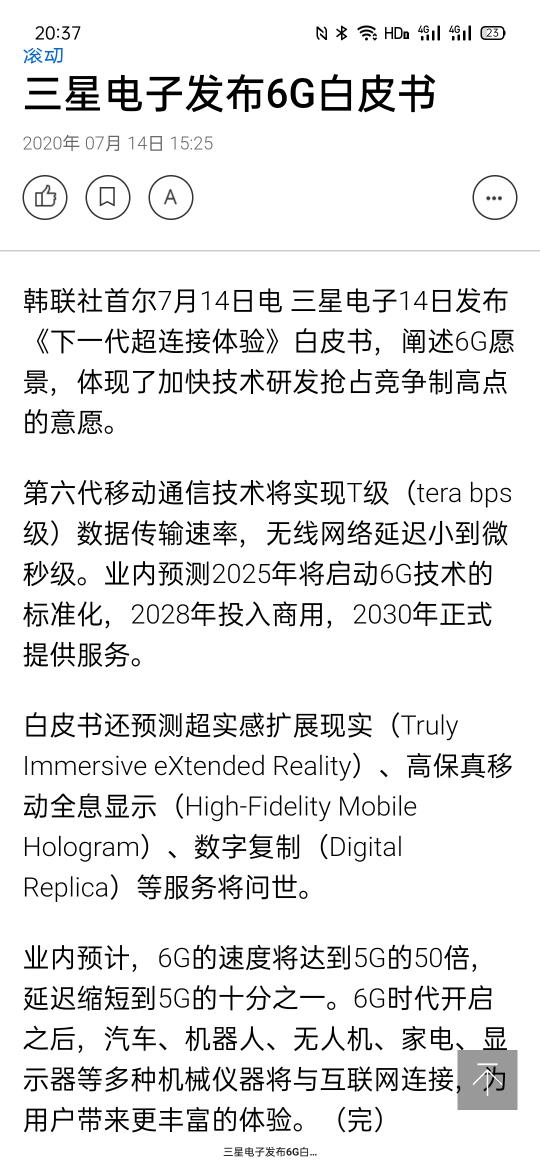 20:37
HD
4G
4G
23
滚动
三星电子发布6G白皮书
2020年 07月 14日 15:25
A
韩联社首尔7月14日电 三星电子14日发布
《下一代超连接体验》白皮书，阐述6G愿
景，体现了加快技术研发抢占竞争制高点
的意愿。
第六代移动通信技术将实现T级（tera bps
级）数据传输速率，无线网络延迟小到微
秒级。业内预测2025年将启动6G技术的
标准化，2028年投入商用，2030年正式
提供服务。
白皮书还预测超实感扩展现实（Truly
Immersive eXtended Reality）、高保真移
动全息显示（High-Fidelity Mobile
Hologram）、数字复制（Digital
Replica）等服务将问世。
业内预计，6G的速度将达到5G的50倍，
延迟缩短到5G的十分之一。6G时代开启
之后，汽车、机器人、无人机、家电、显
示器等多种机械仪器将与互联网连接，为
用户带来更丰富的体验。（完）
三星电子发布6G白...